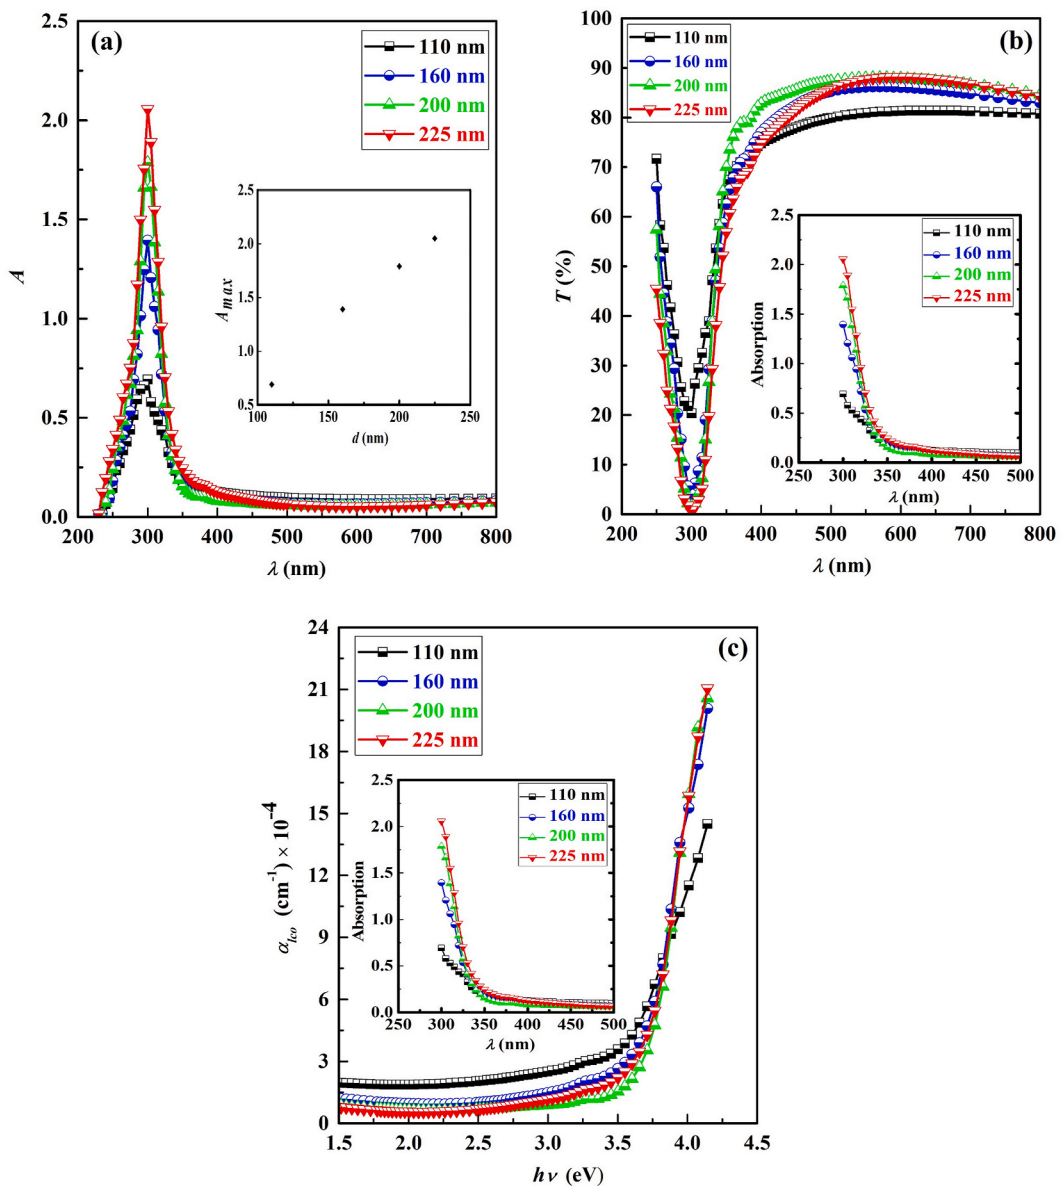 (a)
110 nm
160 nm
200 nm
225 nm
2.5
2.0
1.5
1.0
0.5
0.0
A
200 300 400 500 600 700 800
λ (nm)
2.5
2.0
1.5
1.0
0.5
A max
100 150 200 250
d (nm)
(b)
110 nm
160 nm
200 nm
225 nm
100
90
80
70
60
50
40
30
20
10
0
T (%)
200 300 400 500 600 700 800
λ (nm)
110 nm
160 nm
200 nm
225 nm
2.5
2.0
1.5
1.0
0.5
0.0
Absorption
250 300 350 400 450 500
λ (nm)
(c)
110 nm
160 nm
200 nm
225 nm
24
21
18
15
12
9
6
3
0
α_lco (cm⁻¹) × 10⁻⁴
1.5 2.0 2.5 3.0 3.5 4.0 4.5
hν (eV)
110 nm
160 nm
200 nm
225 nm
2.5
2.0
1.5
1.0
0.5
0.0
Absorption
250 300 350 400 450 500
λ (nm)